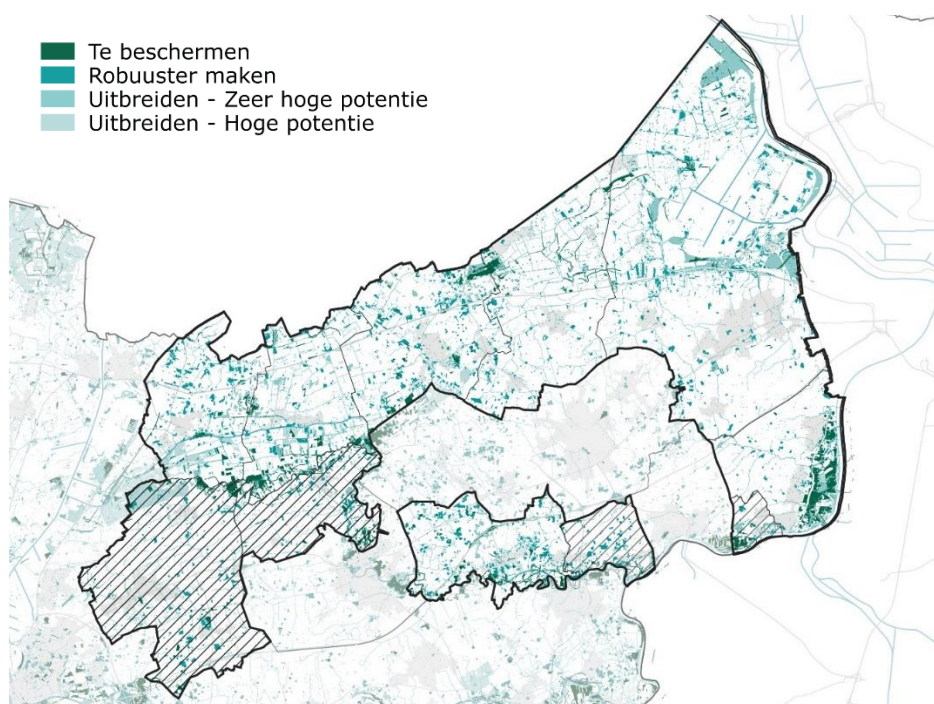 Te beschermen
Robuuster maken
Uitbreiden - Zeer hoge potentie
Uitbreiden - Hoge potentie